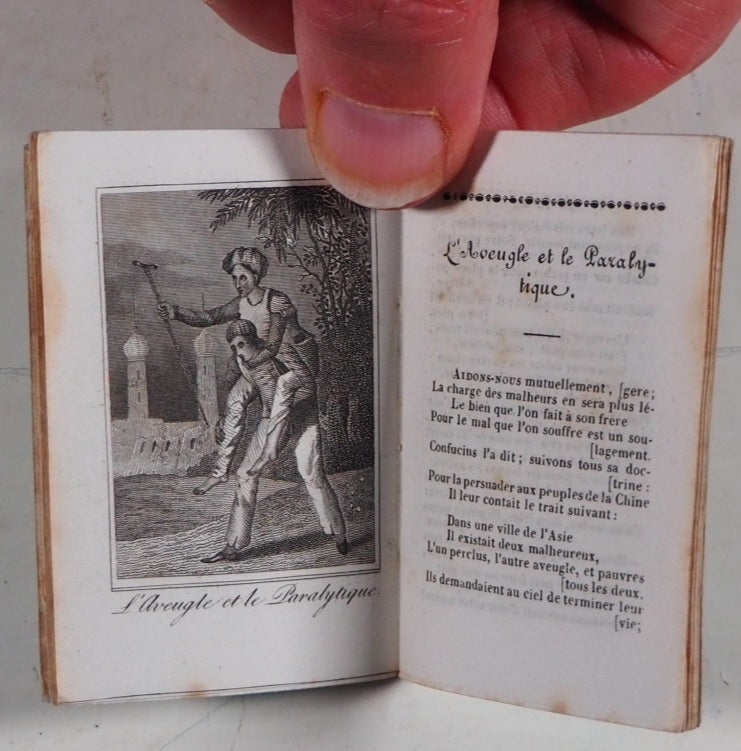 L'Aveugle et le Paralytique.
L'Aveugle et le Paraly-
tique.
AIDONS-NOUS mutuellement, [gere;
La charge des malheurs en sera plus lé-
Le bien que l'on fait à son frère
Pour le mal que l'on souffre est un sou-
[lagement.
Confucius l'a dit; suivons tous sa doc-
[trine:
Pour la persuader aux peuples de la Chine
Il leur contait le trait suivant:
Dans une ville de l'Asie
Il existait deux malheureux,
L'un perclus, l'autre aveugle, et pauvres
[tous les deux.
Ils demandaient au ciel de terminer leur
[vie;